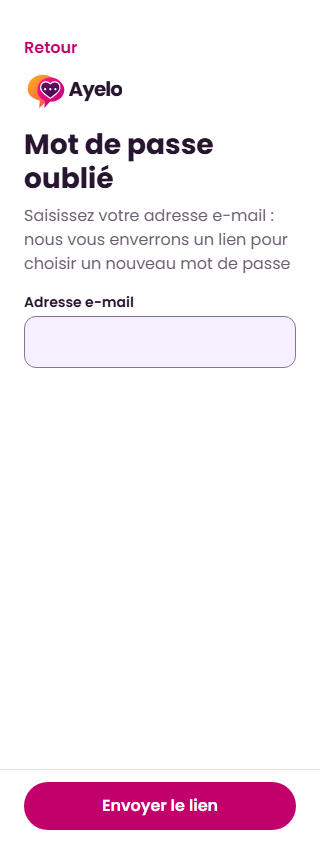 Retour
Ayelo
Mot de passe
oublié
Saisissez votre adresse e-mail :
nous vous enverrons un lien pour
choisir un nouveau mot de passe
Adresse e-mail
Envoyer le lien